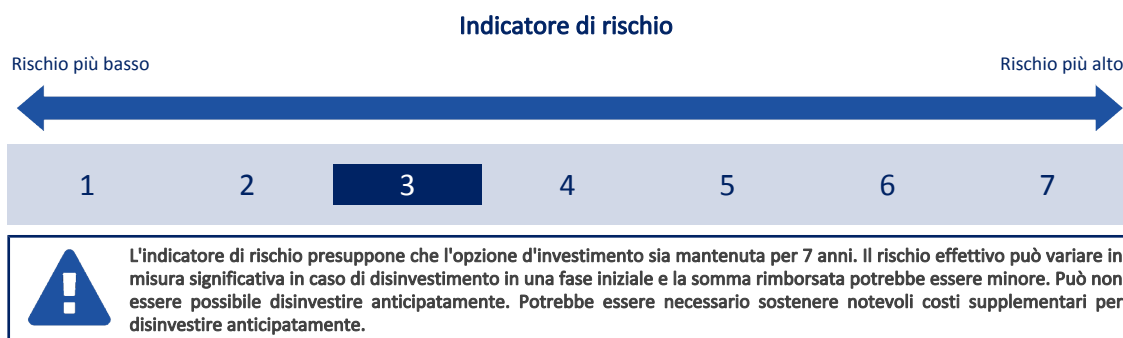 Indicatore di rischio
Rischio più basso
Rischio più alto
1 2 3 4 5 6 7
L'indicatore di rischio presuppone che l'opzione d'investimento sia mantenuta per 7 anni. Il rischio effettivo può variare in
misura significativa in caso di disinvestimento in una fase iniziale e la somma rimborsata potrebbe essere minore. Può non
essere possibile disinvestire anticipatamente. Potrebbe essere necessario sostenere notevoli costi supplementari per
disinvestire anticipatamente.